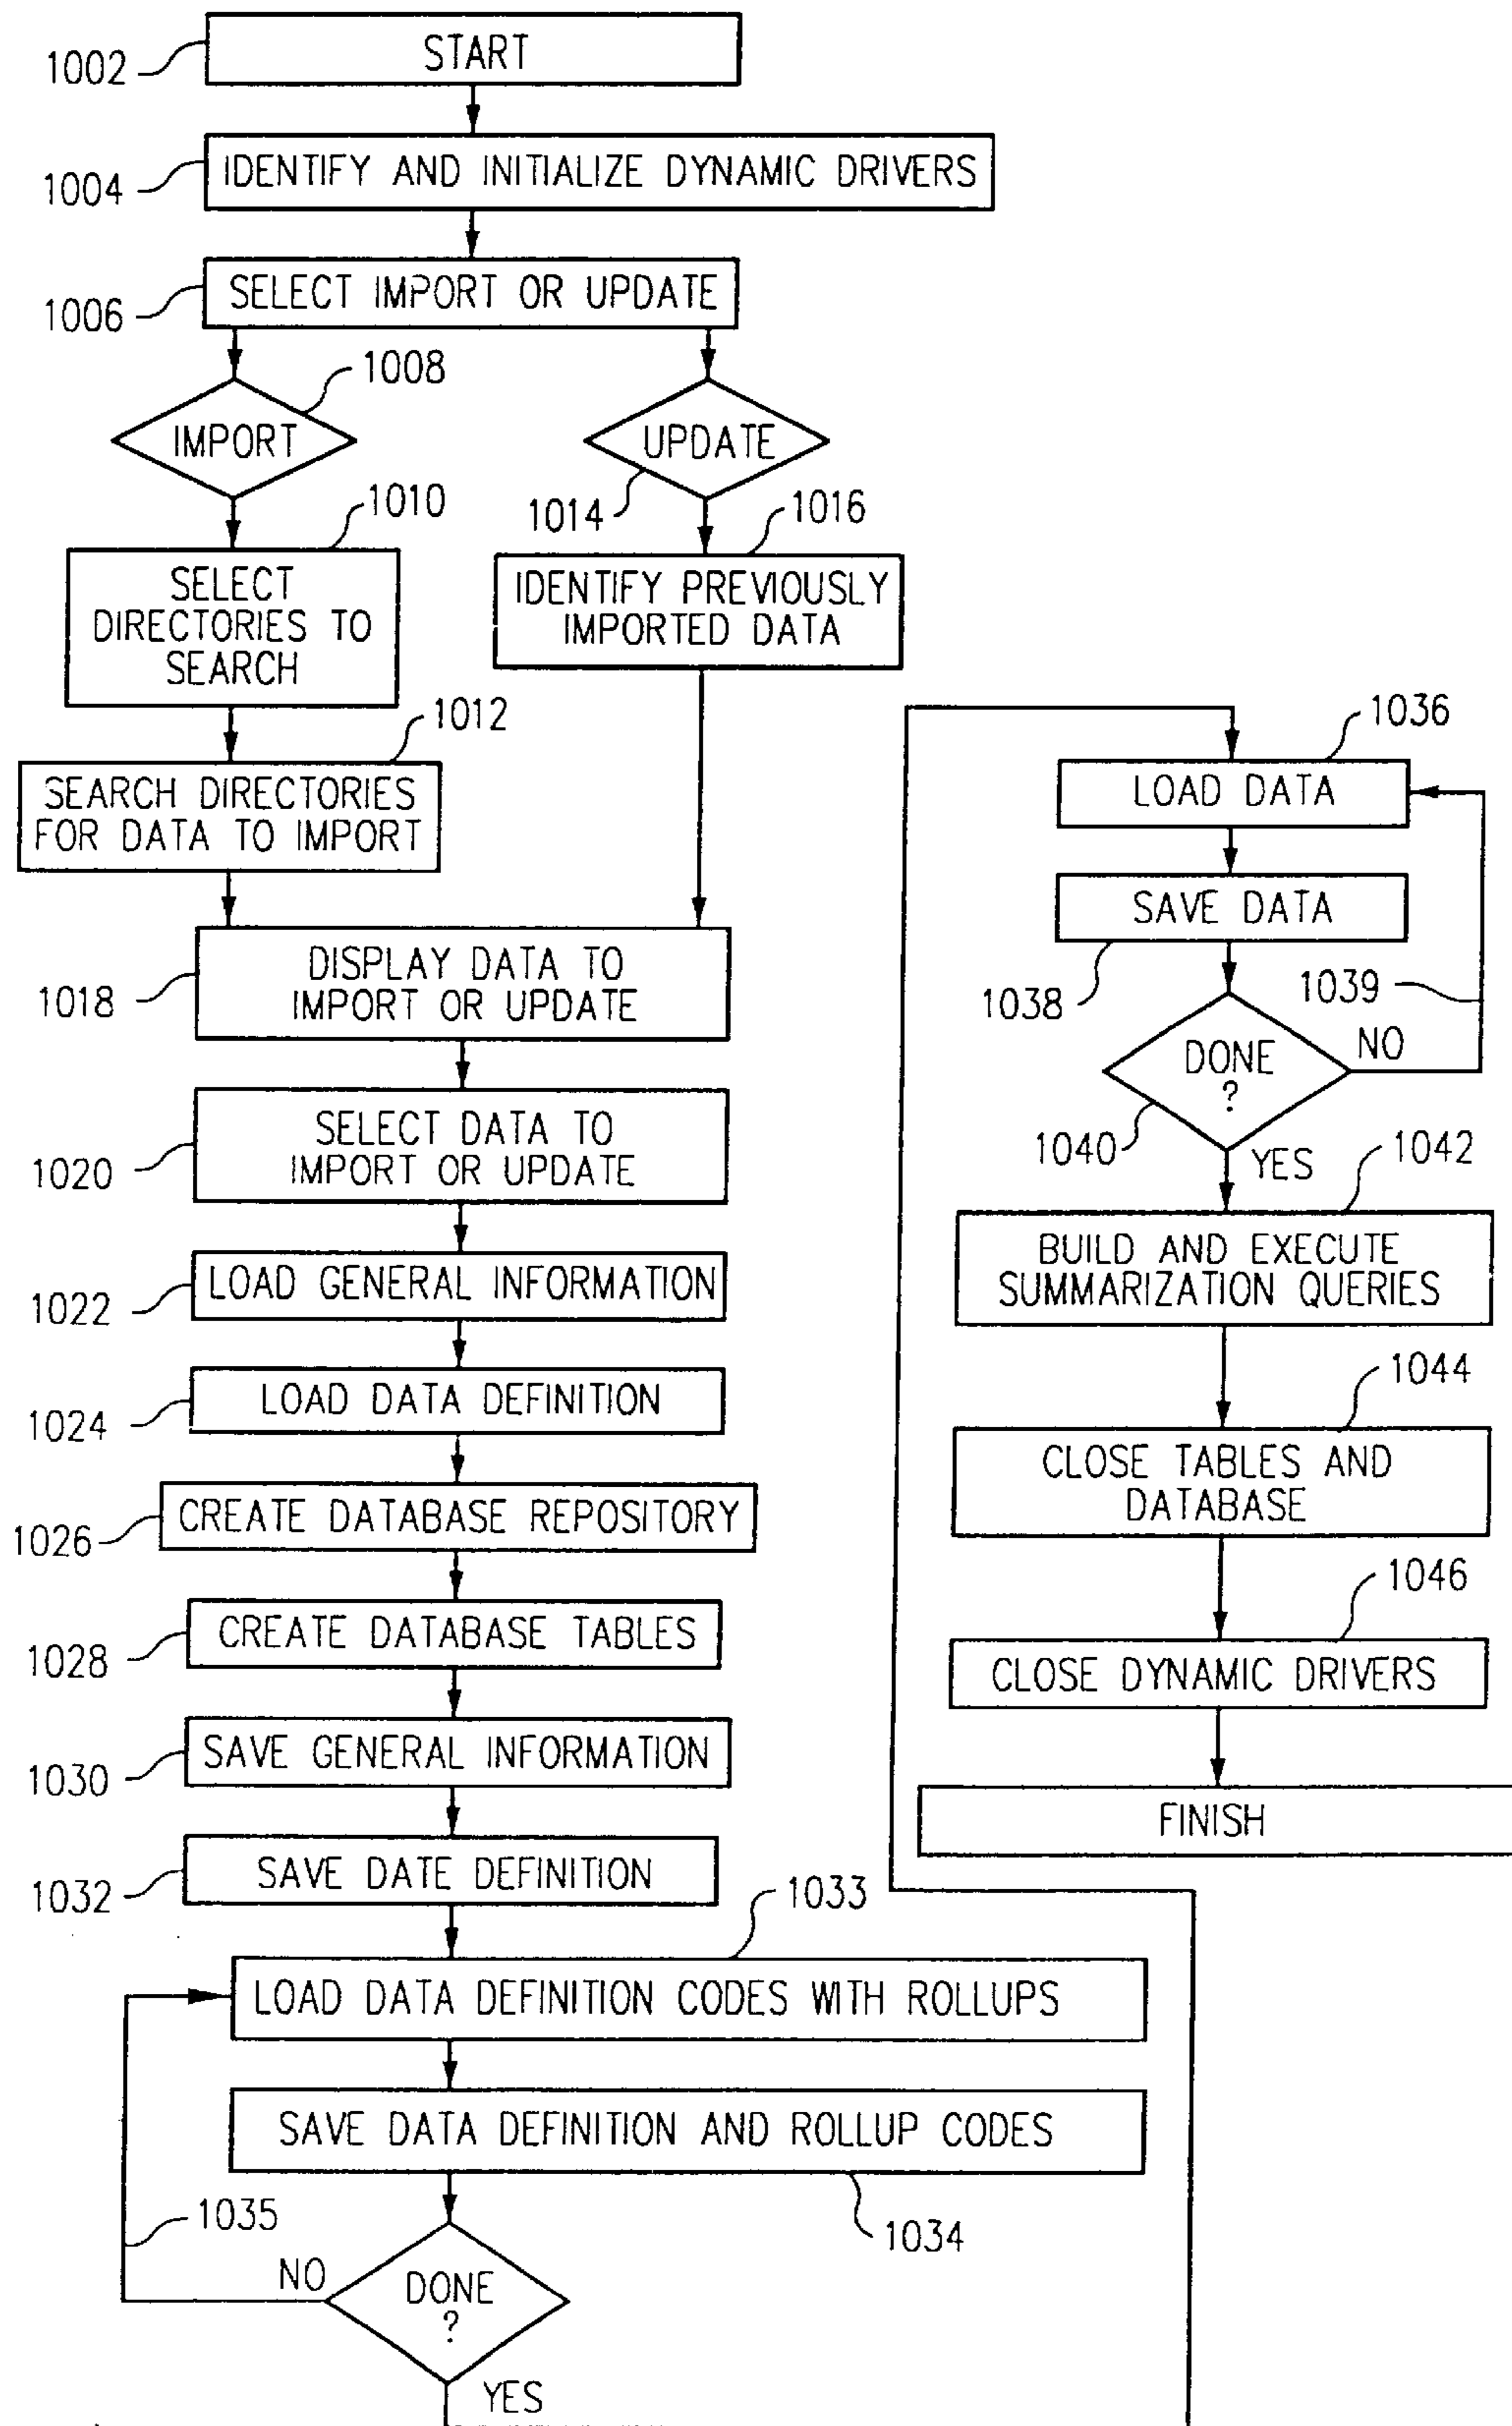 START
1002
IDENTIFY AND INITIALIZE DYNAMIC DRIVERS
1004
SELECT IMPORT OR UPDATE
1006
1008
IMPORT
UPDATE
1010
1014
1016
SELECT
DIRECTORIES TO
SEARCH
IDENTIFY PREVIOUSLY
IMPORTED DATA
1012
SEARCH DIRECTORIES
FOR DATA TO IMPORT
DISPLAY DATA TO
IMPORT OR UPDATE
1018
SELECT DATA TO
IMPORT OR UPDATE
1020
LOAD GENERAL INFORMATION
1022
LOAD DATA DEFINITION
1024
CREATE DATABASE REPOSITORY
1026
CREATE DATABASE TABLES
1028
SAVE GENERAL INFORMATION
1030
SAVE DATE DEFINITION
1032
1033
LOAD DATA DEFINITION CODES WITH ROLLUPS
SAVE DATA DEFINITION AND ROLLUP CODES
1034
1035
NO
DONE
?
YES
1036
LOAD DATA
SAVE DATA
1038
1039
DONE
?
NO
1040
YES
1042
BUILD AND EXECUTE
SUMMARIZATION QUERIES
1044
CLOSE TABLES AND
DATABASE
1046
CLOSE DYNAMIC DRIVERS
FINISH